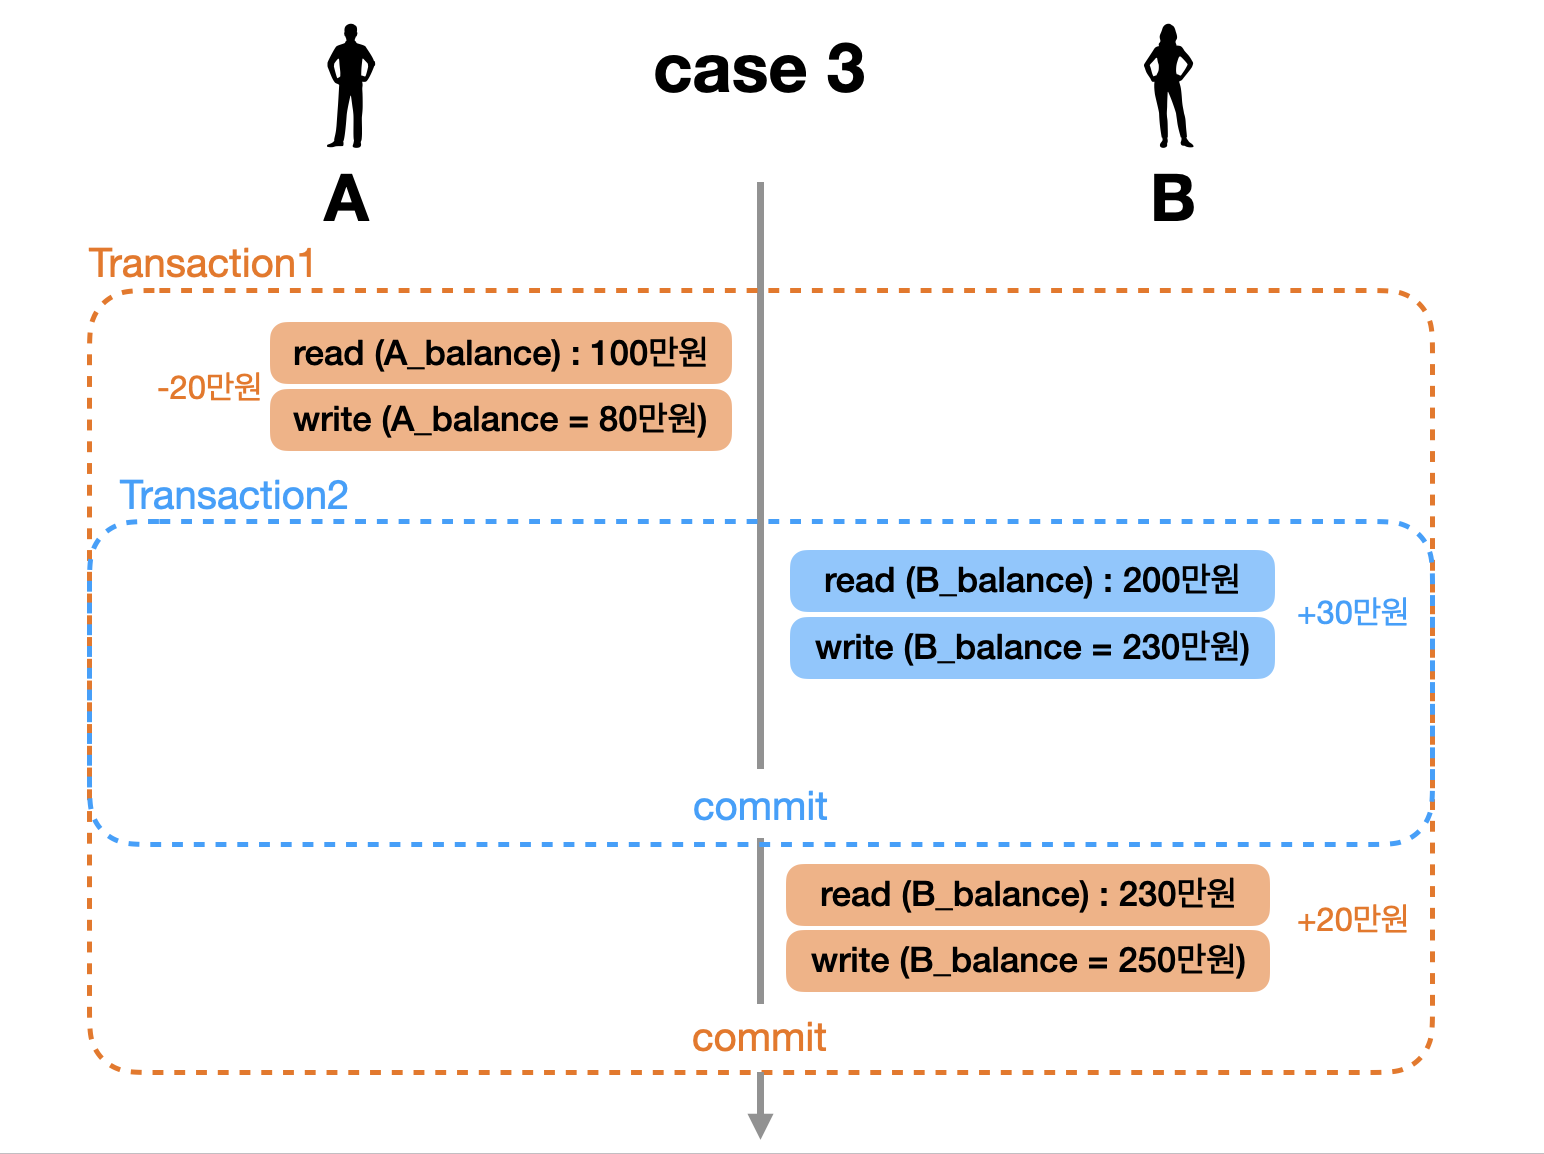 case 3
A
B
Transaction1
read (A_balance) : 100만원
-20만원
write (A_balance = 80만원)
Transaction2
read (B_balance) : 200만원
+30만원
write (B_balance = 230만원)
commit
read (B_balance) : 230만원
+20만원
write (B_balance = 250만원)
commit